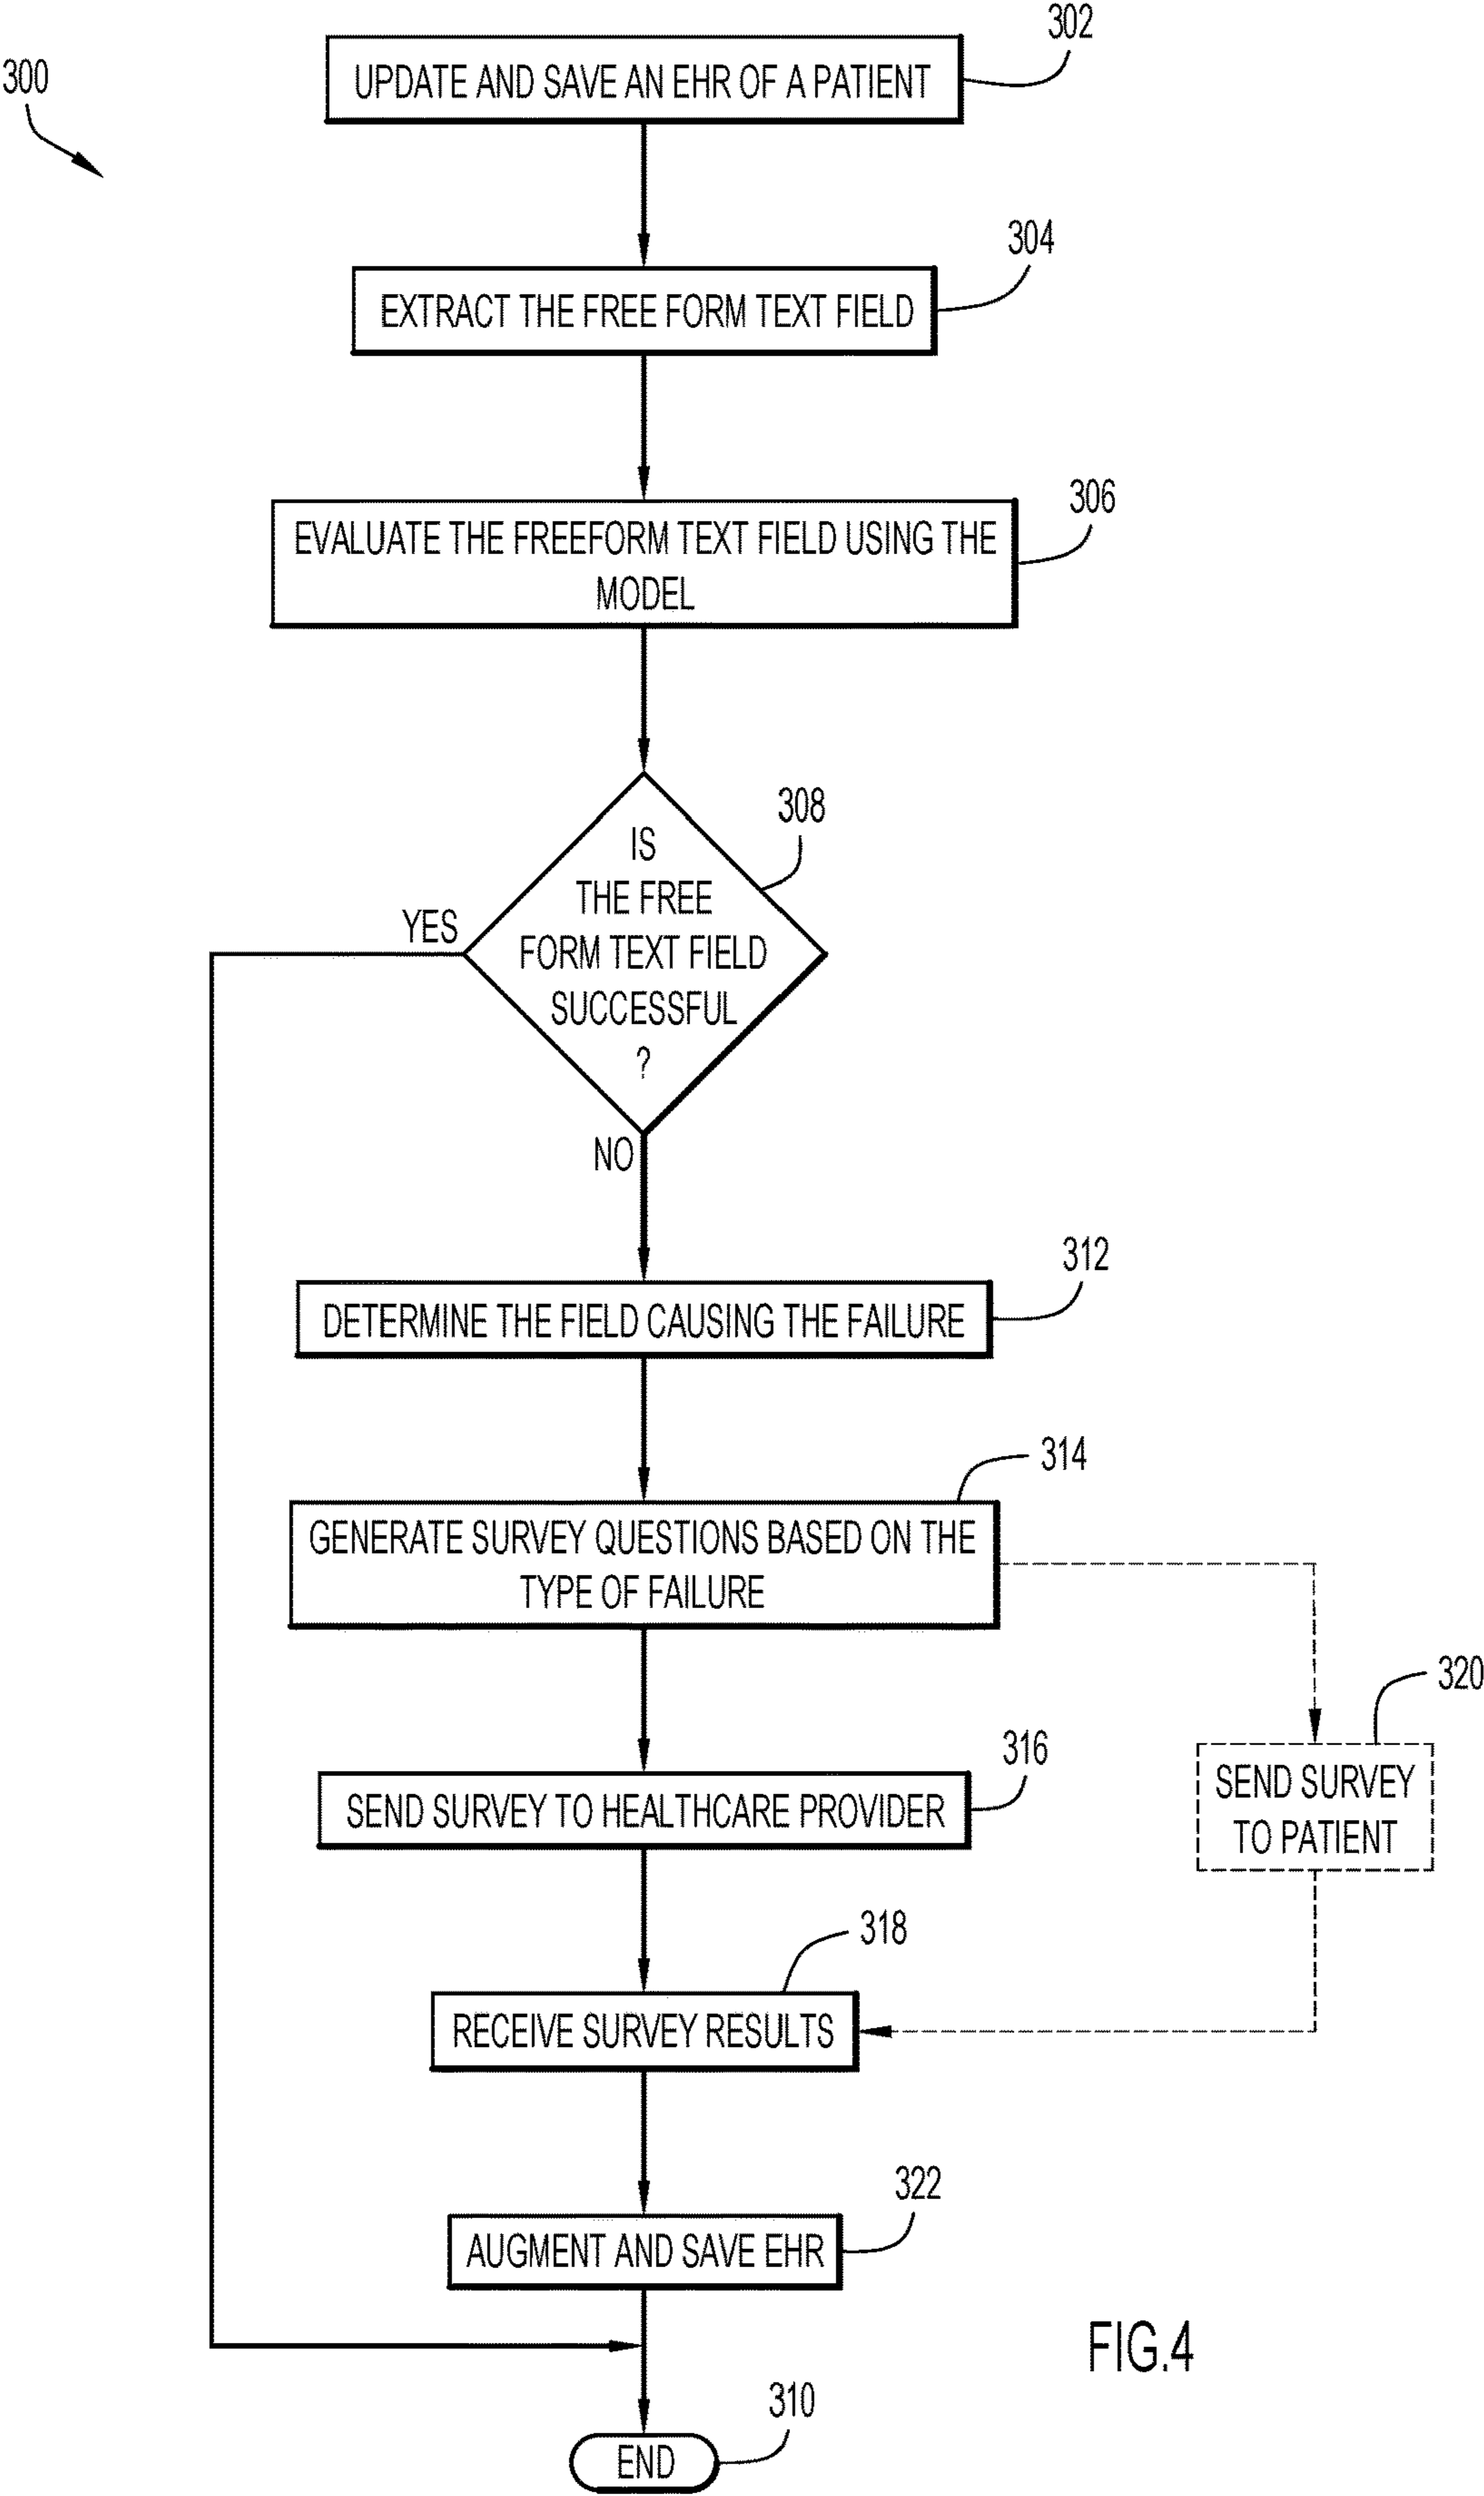 302
300
UPDATE AND SAVE AN EHR OF A PATIENT
304
EXTRACT THE FREE FORM TEXT FIELD
306
EVALUATE THE FREEFORM TEXT FIELD USING THE
MODEL
308
IS
THE FREE
FORM TEXT FIELD
SUCCESSFUL
?
YES
NO
312
DETERMINE THE FIELD CAUSING THE FAILURE
314
GENERATE SURVEY QUESTIONS BASED ON THE
TYPE OF FAILURE
320
SEND SURVEY
TO PATIENT
316
SEND SURVEY TO HEALTHCARE PROVIDER
318
RECEIVE SURVEY RESULTS
322
AUGMENT AND SAVE EHR
310
END
FIG.4